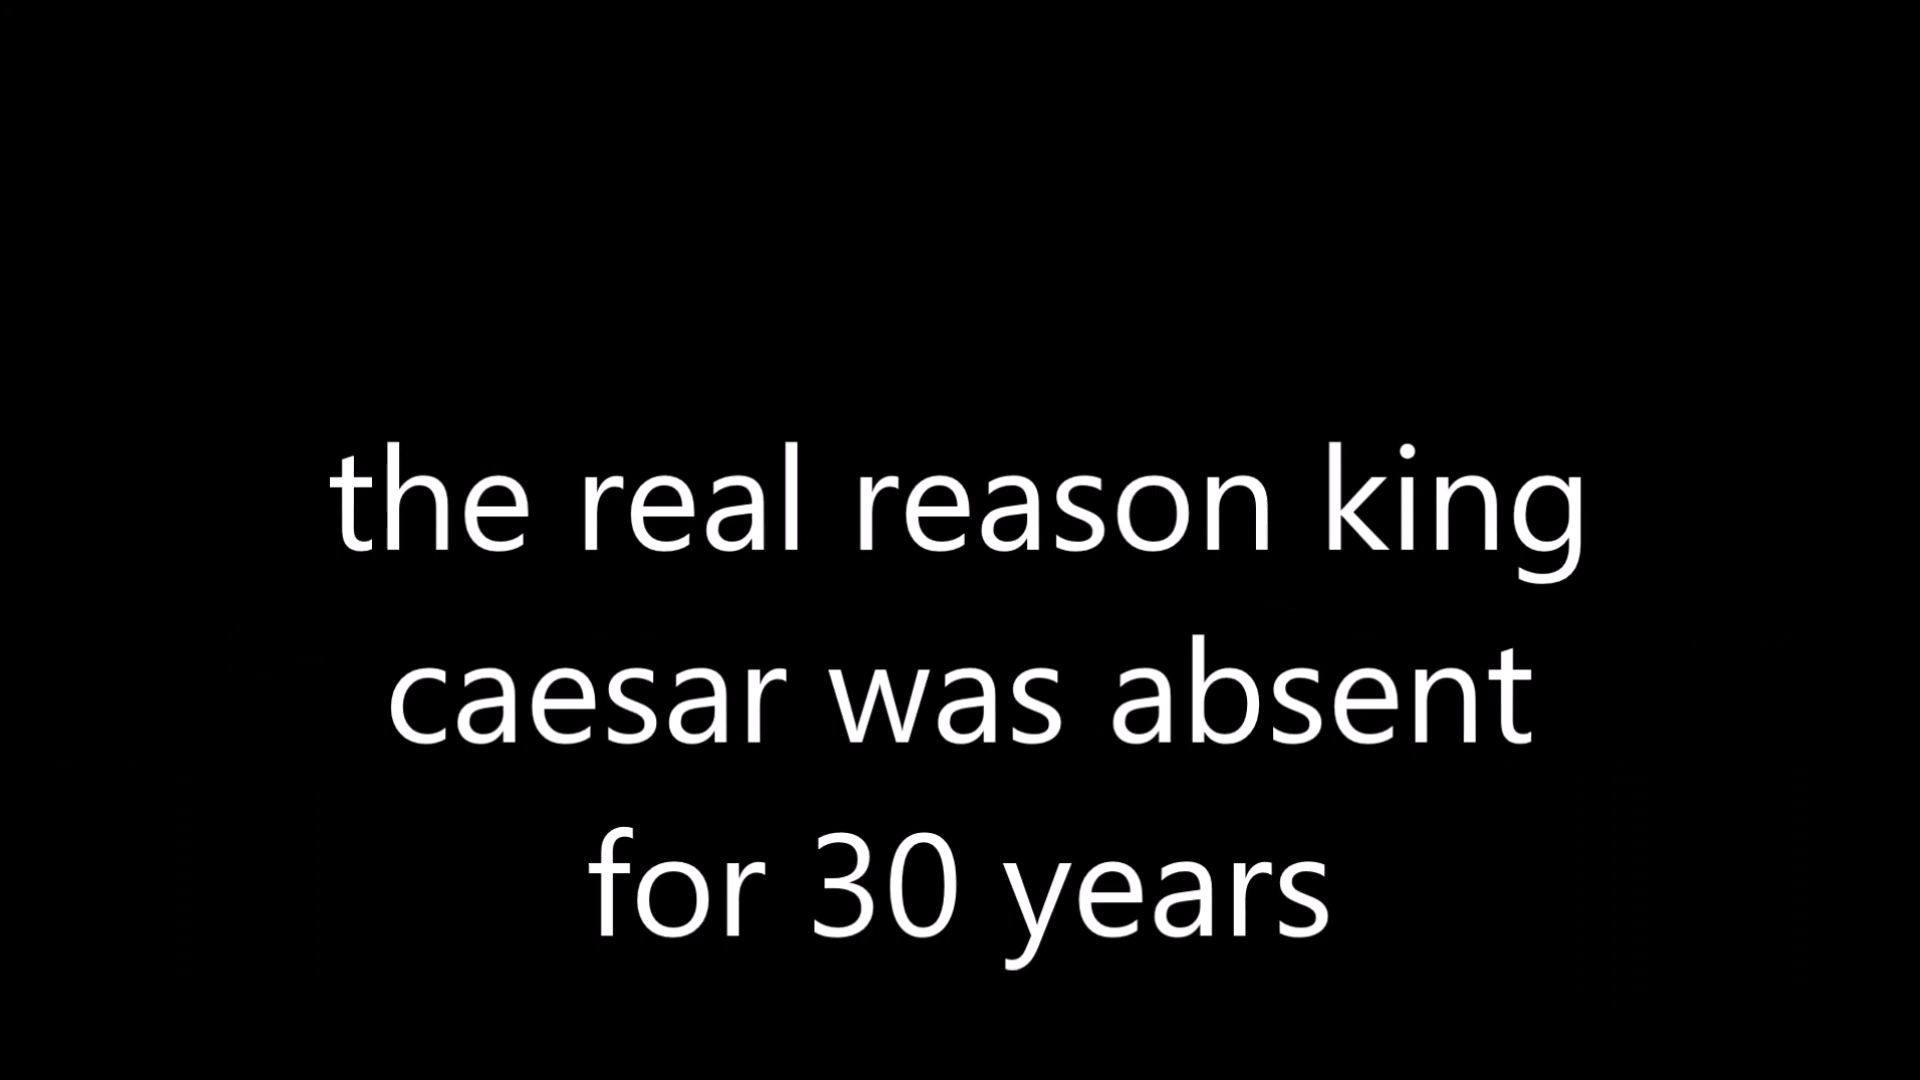 the real reason king
caesar was absent
for 30 years